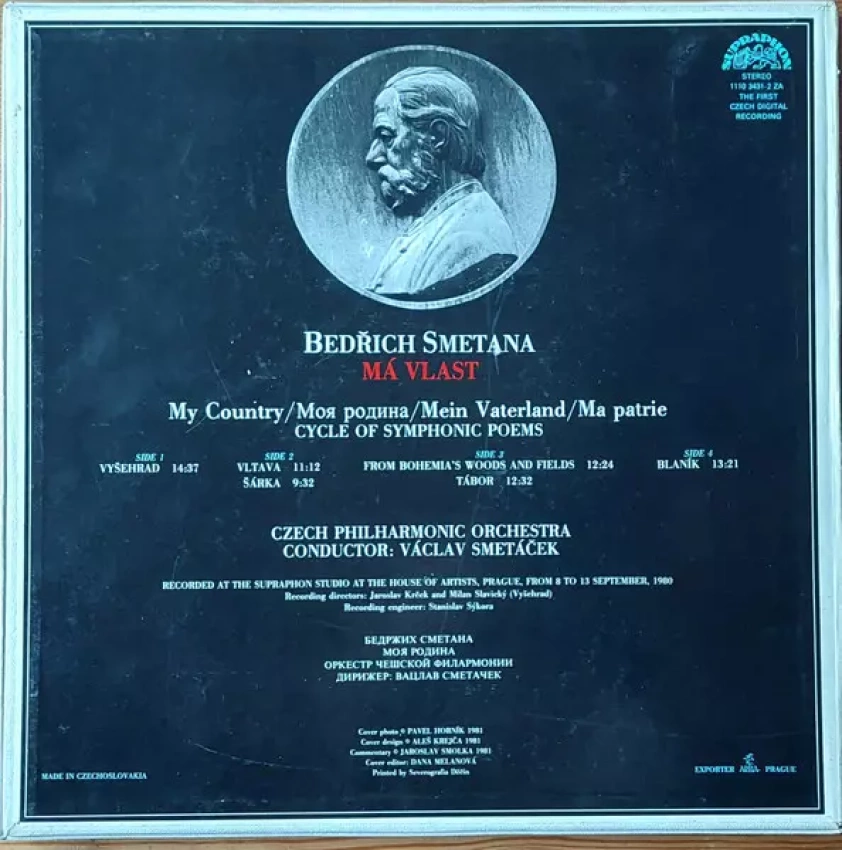 SUPRAPHON
STEREO
1110 3431-2 ZA
THE FIRST
CZECH DIGITAL
RECORDING
BEDŘICH SMETANA
MÁ VLAST
My Country/Моя родина/Mein Vaterland/Ma patrie
CYCLE OF SYMPHONIC POEMS
SIDE 1
VYŠEHRAD 14:37
SIDE 2
VLTAVA 11:12
ŠÁRKA 9:32
SIDE 3
FROM BOHEMIA'S WOODS AND FIELDS 12:24
TÁBOR 12:32
SIDE 4
BLANÍK 13:21
CZECH PHILHARMONIC ORCHESTRA
CONDUCTOR: VÁCLAV SMETÁČEK
RECORDED AT THE SUPRAPHON STUDIO AT THE HOUSE OF ARTISTS, PRAGUE, FROM 8 TO 13 SEPTEMBER, 1980
Recording directors: Jaroslav Krček and Milan Slavický (Vyšehrad)
Recording engineer: Stanislav Sýkora
БЕДРЖИХ СМЕТАНА
МОЯ РОДИНА
ОРКЕСТР ЧЕШСКОЙ ФИЛАРМОНИИ
ДИРИЖЕР: ВАЦЛАВ СМЕТАЧЕК
Cover photo © PAVEL HORNÍK 1981
Cover design © ALEŠ KREJČA 1981
Commentary © JAROSLAV SMOLKA 1981
Cover editor: DANA MELANOVÁ
Printed by Severografia Děčín
MADE IN CZECHOSLOVAKIA
EXPORTER ARTIA PRAGUE